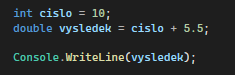 int cislo = 10;
double vysledek = cislo + 5.5;
Console.WriteLine(vysledek);